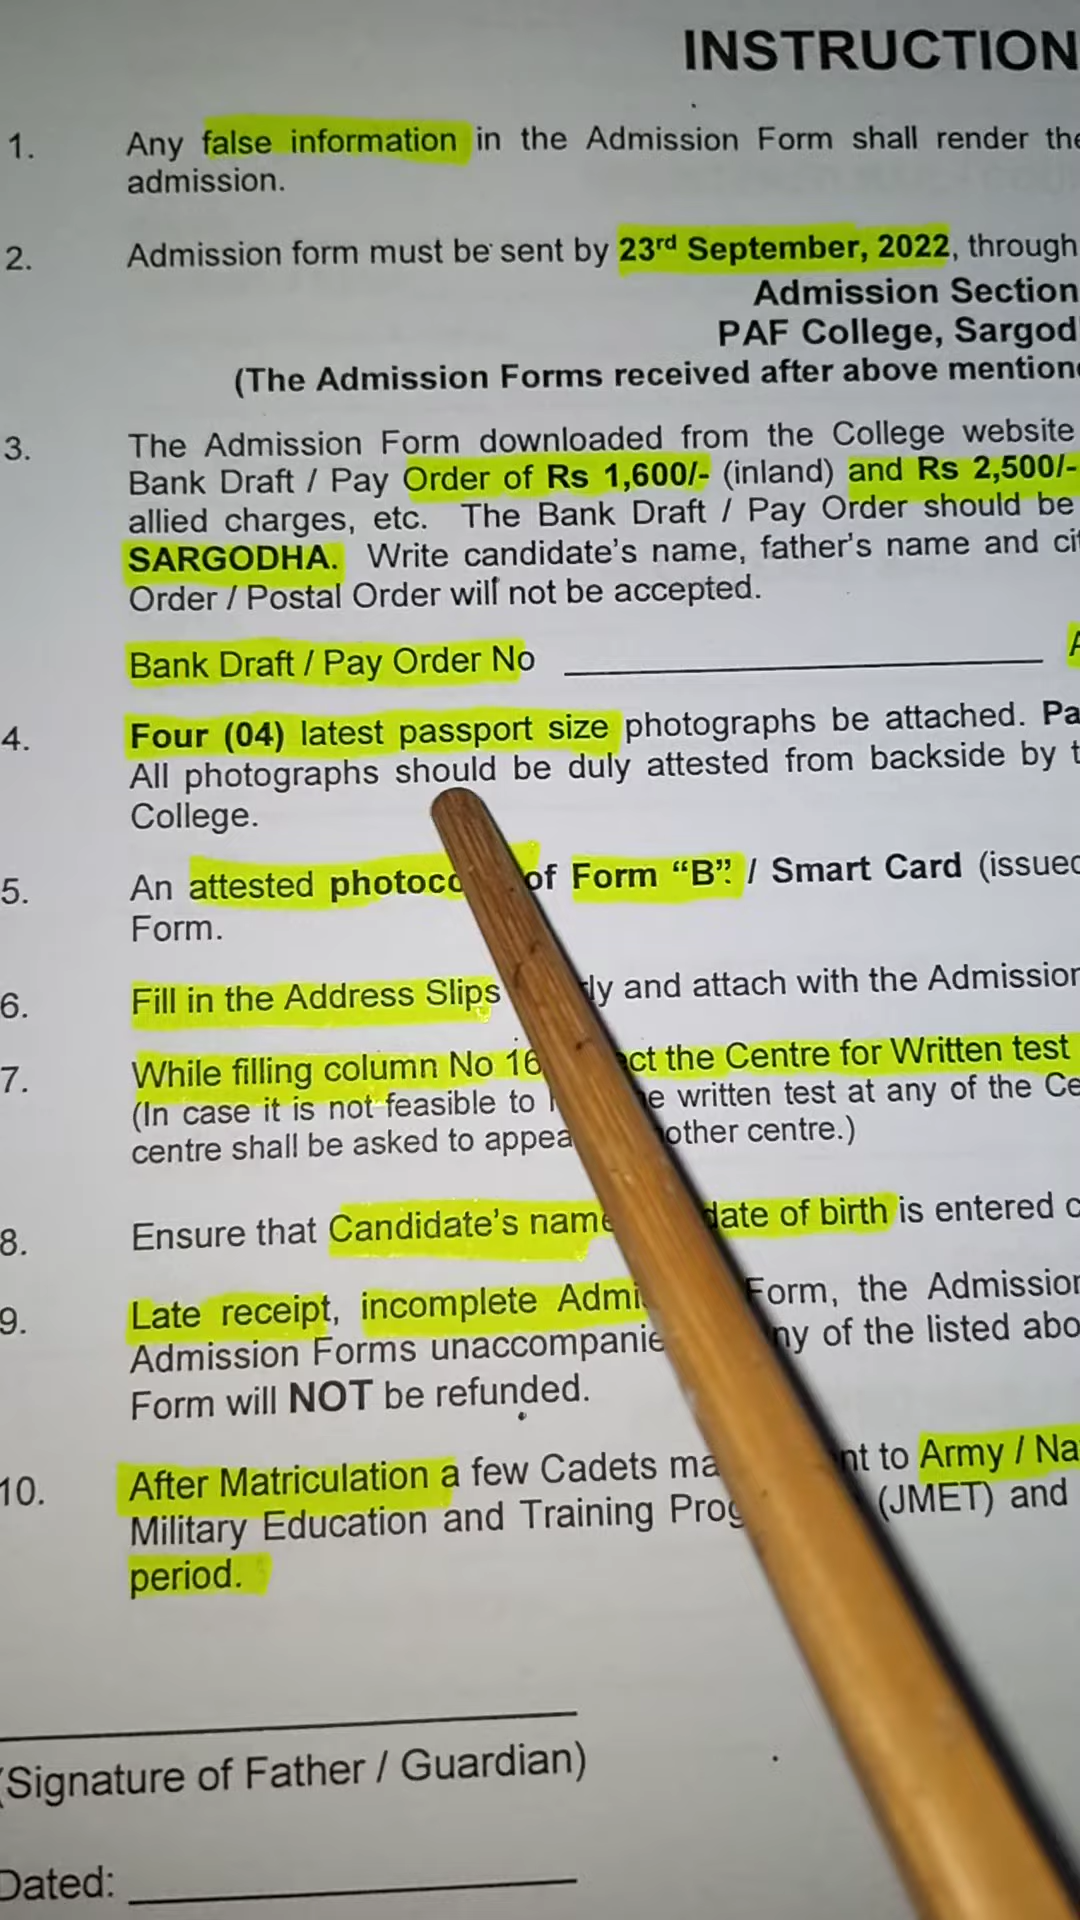 INSTRUCTION
1. Any false information in the Admission Form shall render the
admission.
2. Admission form must be sent by 23rd September, 2022, through
Admission Section
PAF College, Sargod
(The Admission Forms received after above mention
3. The Admission Form downloaded from the College website
Bank Draft / Pay Order of Rs 1,600/- (inland) and Rs 2,500/-
allied charges, etc. The Bank Draft / Pay Order should be
SARGODHA. Write candidate's name, father's name and cit
Order / Postal Order will not be accepted.
Bank Draft / Pay Order No
4. Four (04) latest passport size photographs be attached. Pa
All photographs should be duly attested from backside by t
College.
5. An attested photoco of Form "B". / Smart Card (issued
Form.
6. Fill in the Address Slips ly and attach with the Admission
7. While filling column No 16 ct the Centre for Written test
(In case it is not feasible to e written test at any of the Ce
centre shall be asked to appea other centre.)
8. Ensure that Candidate's name date of birth is entered c
9. Late receipt, incomplete Admi Form, the Admission
Admission Forms unaccompanie ny of the listed abo
Form will NOT be refunded.
10. After Matriculation a few Cadets ma nt to Army / Na
Military Education and Training Prog (JMET) and
period.
(Signature of Father / Guardian)
Dated: